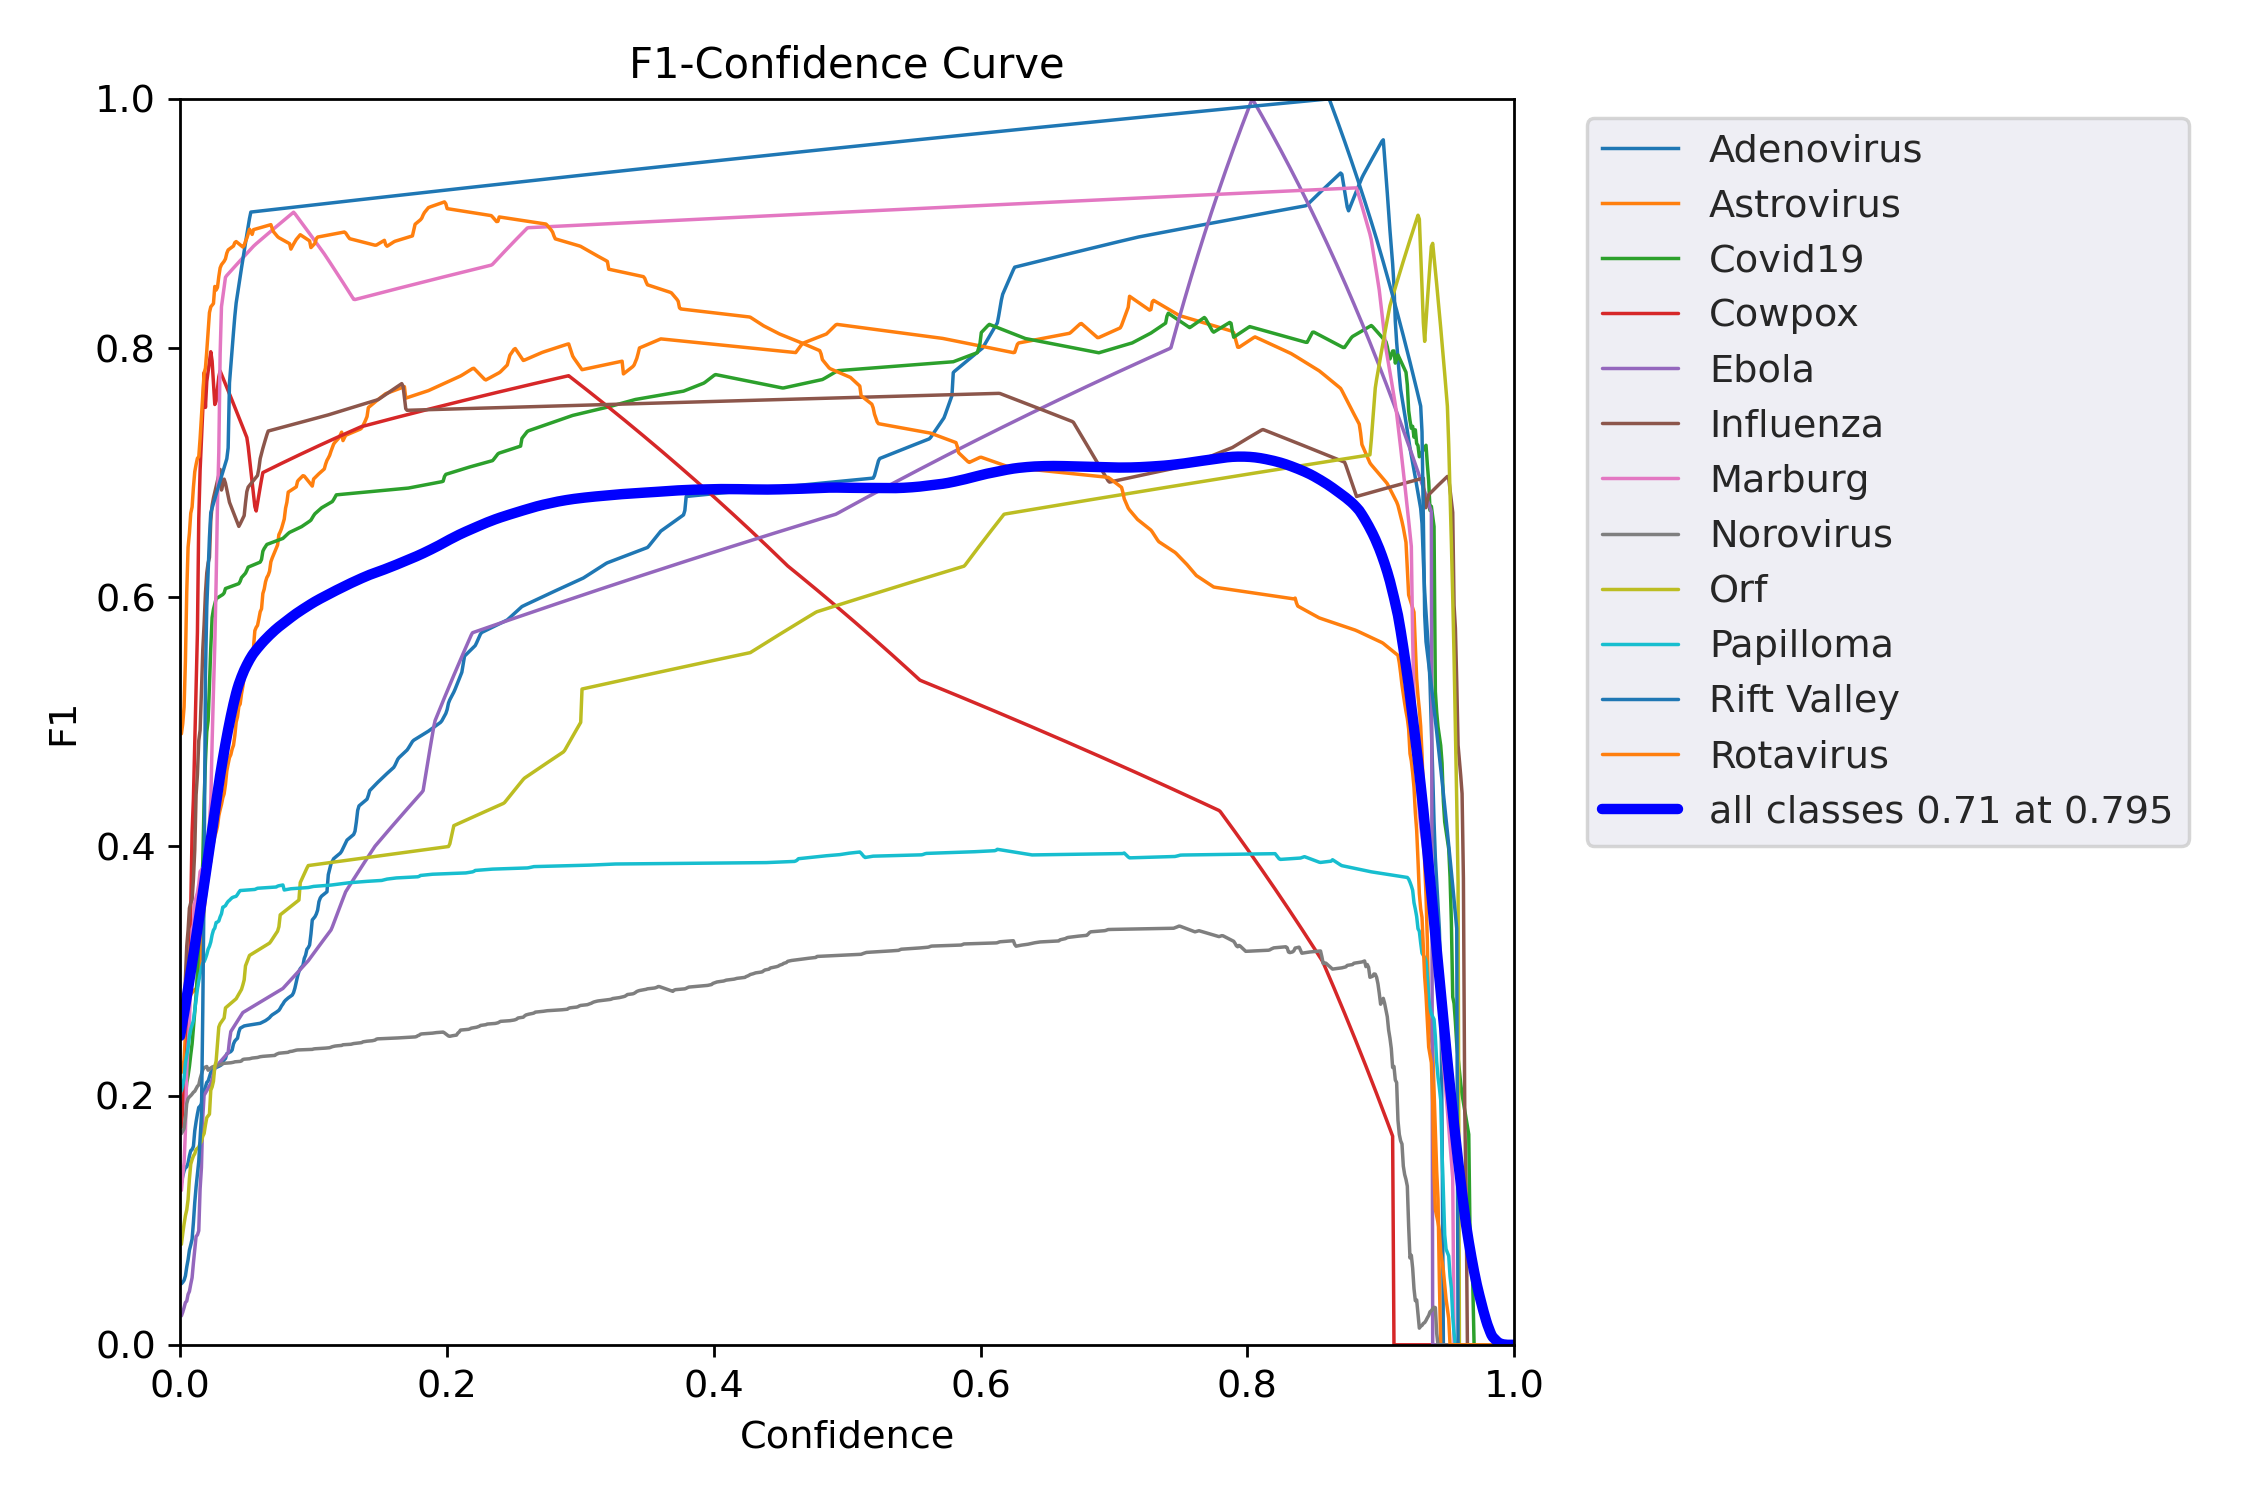 F1-Confidence Curve
1.0
0.8
0.6
0.4
0.2
0.0
F1
0.0 0.2 0.4 0.6 0.8 1.0
Confidence
Adenovirus
Astrovirus
Covid19
Cowpox
Ebola
Influenza
Marburg
Norovirus
Orf
Papilloma
Rift Valley
Rotavirus
all classes 0.71 at 0.795